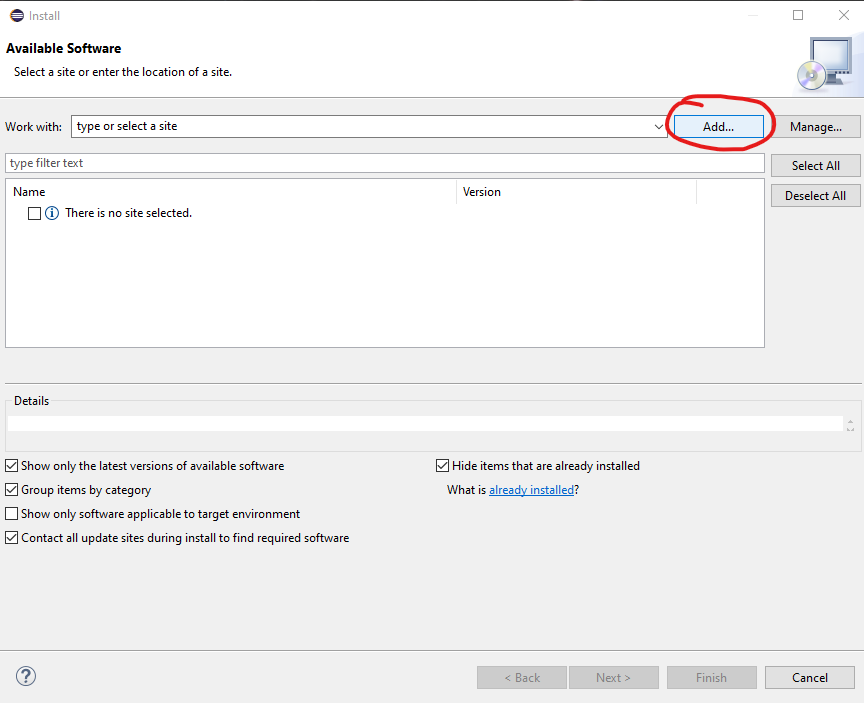 Install
Available Software
Select a site or enter the location of a site.
Work with: type or select a site Add... Manage...
type filter text Select All
Name Version Deselect All
There is no site selected.
Details
Show only the latest versions of available software Hide items that are already installed
Group items by category What is already installed?
Show only software applicable to target environment
Contact all update sites during install to find required software
? < Back Next > Finish Cancel